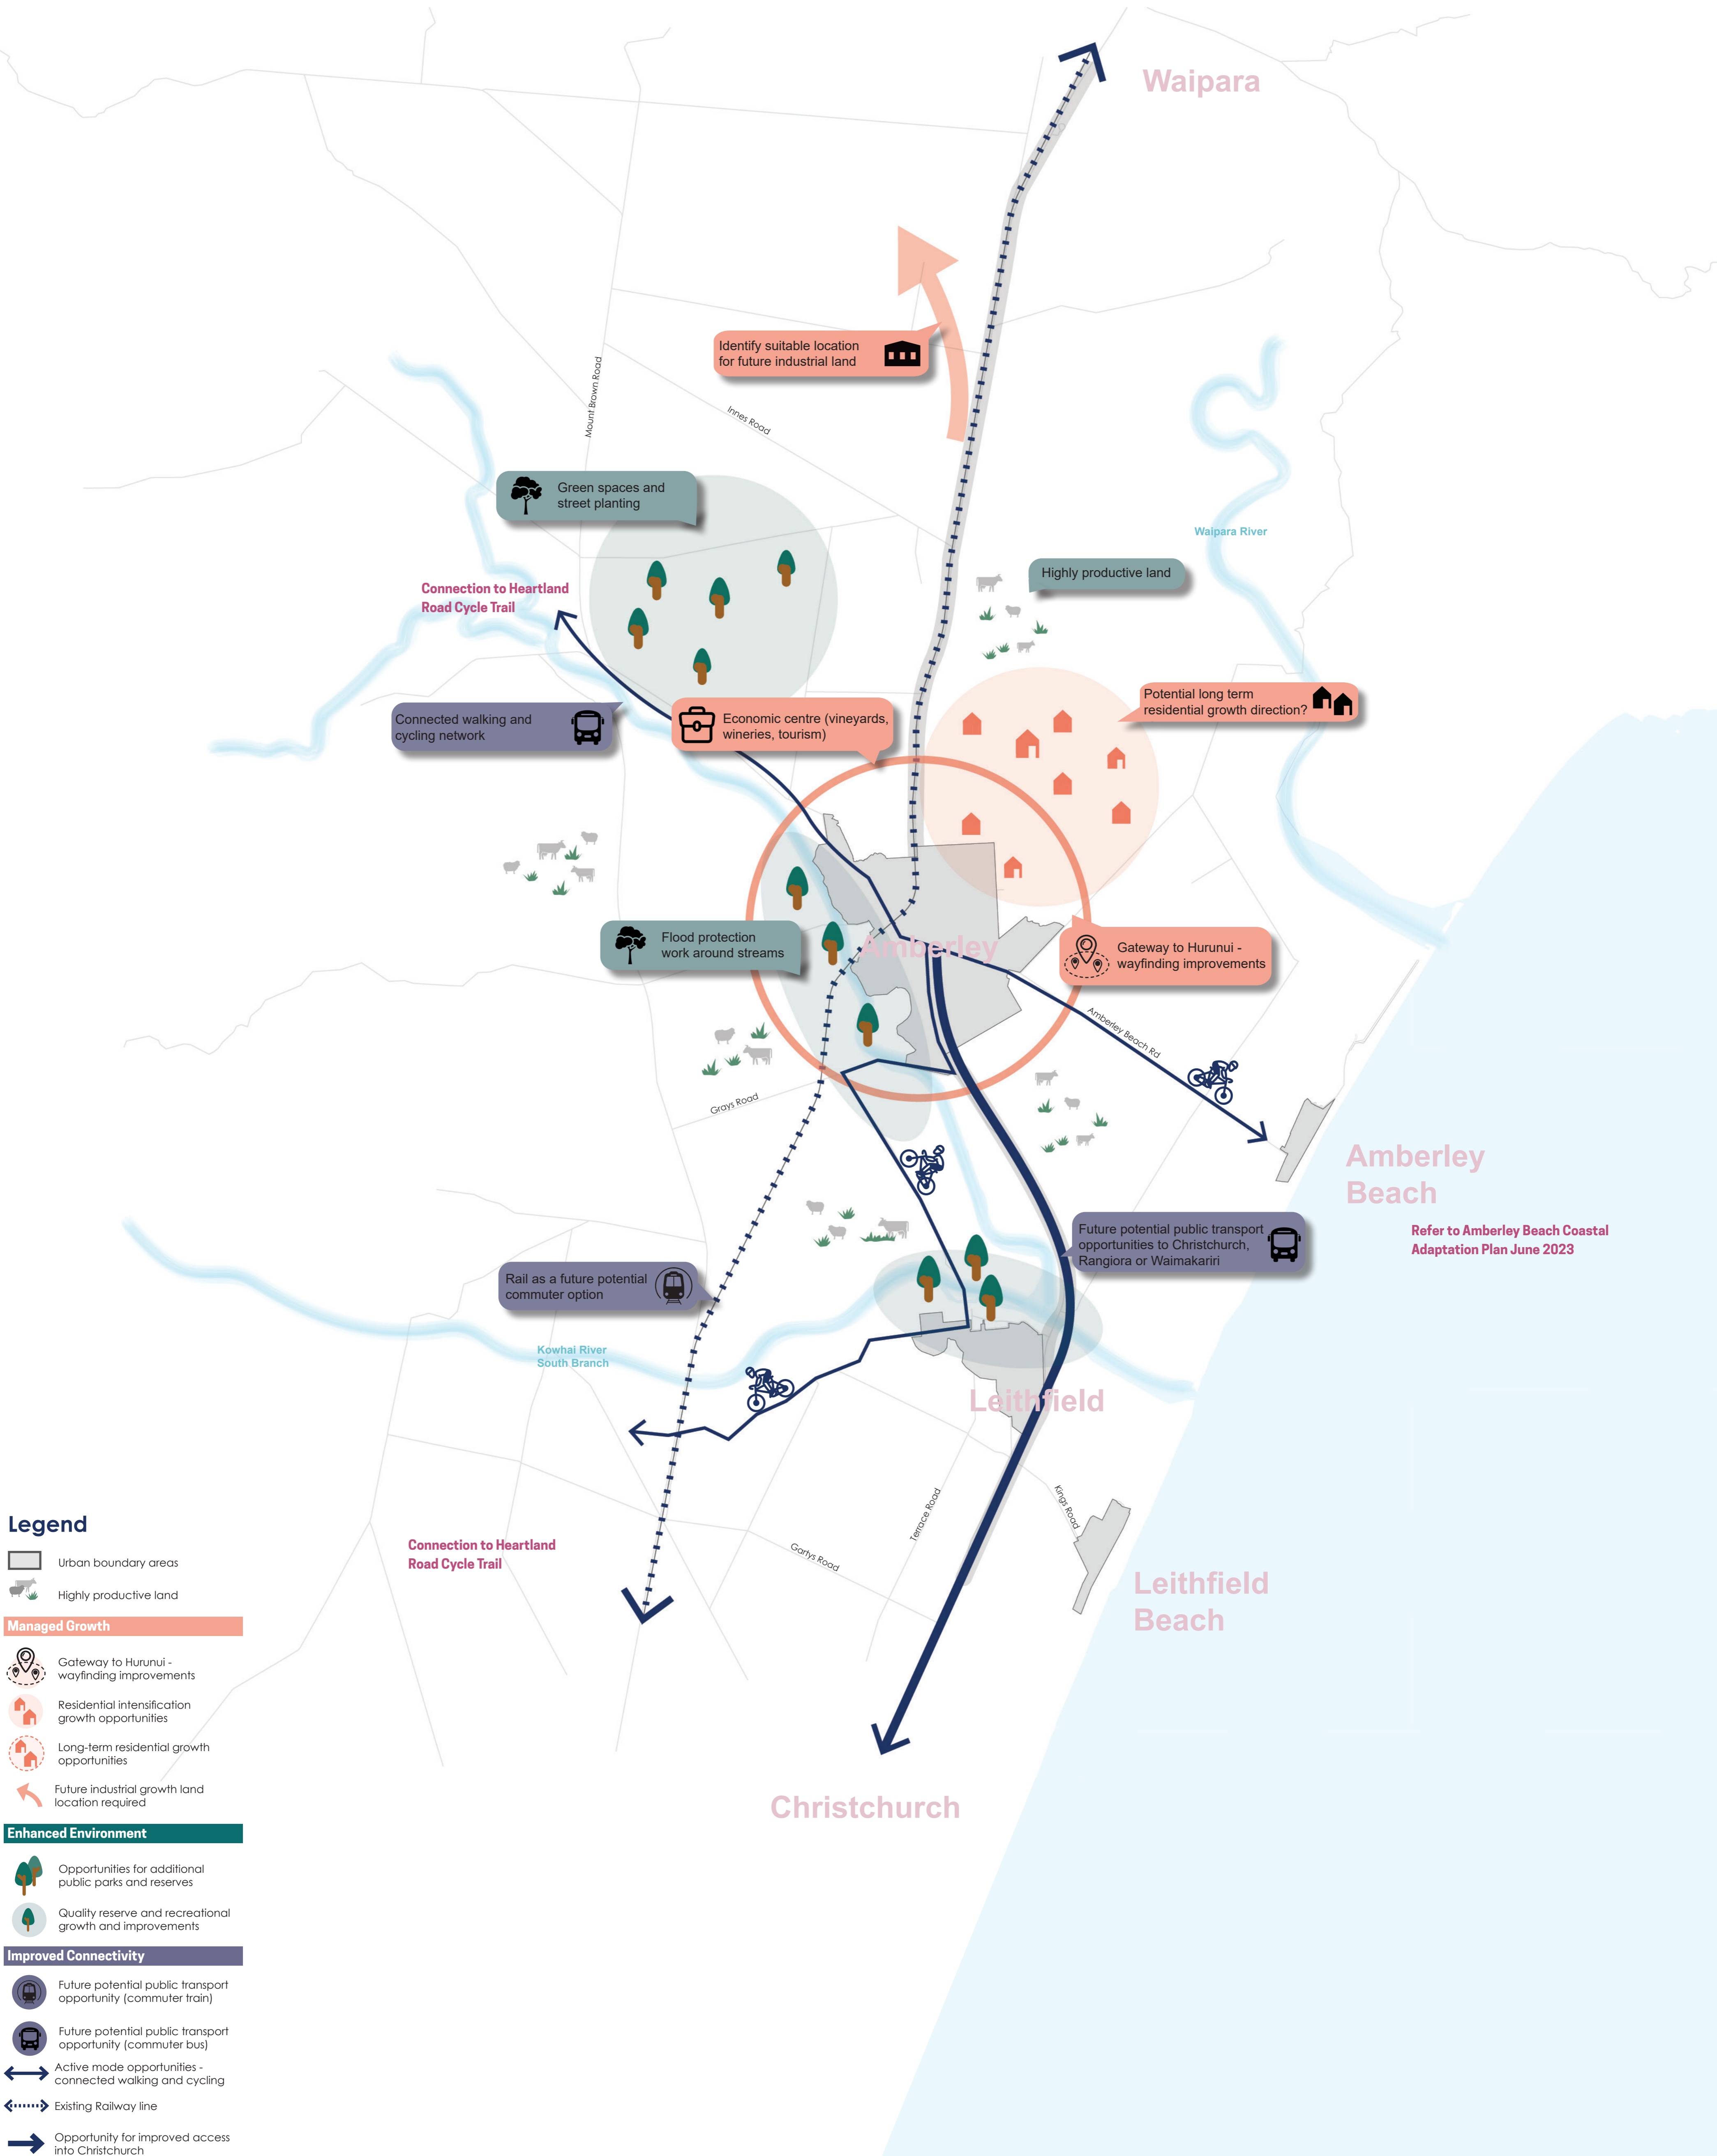 Waipara
Identify suitable location
for future industrial land
Mount Brown Road
Innes Road
Green spaces and
street planting
Waipara River
Highly productive land
Connection to Heartland
Road Cycle Trail
Potential long term
residential growth direction?
Connected walking and
cycling network
Economic centre (vineyards,
wineries, tourism)
Flood protection
work around streams
Amberley
Gateway to Hurunui -
wayfinding improvements
Amberley Beach Rd
Grays Road
Amberley
Beach
Refer to Amberley Beach Coastal
Adaptation Plan June 2023
Future potential public transport
opportunities to Christchurch,
Rangiora or Waimakariri
Rail as a future potential
commuter option
Kowhai River
South Branch
Leithfield
Terrace Road
Kings Road
Gartys Road
Connection to Heartland
Road Cycle Trail
Leithfield
Beach
Christchurch
Legend
Urban boundary areas
Highly productive land
Managed Growth
Gateway to Hurunui -
wayfinding improvements
Residential intensification
growth opportunities
Long-term residential growth
opportunities
Future industrial growth land
location required
Enhanced Environment
Opportunities for additional
public parks and reserves
Quality reserve and recreational
growth and improvements
Improved Connectivity
Future potential public transport
opportunity (commuter train)
Future potential public transport
opportunity (commuter bus)
Active mode opportunities -
connected walking and cycling
Existing Railway line
Opportunity for improved access
into Christchurch